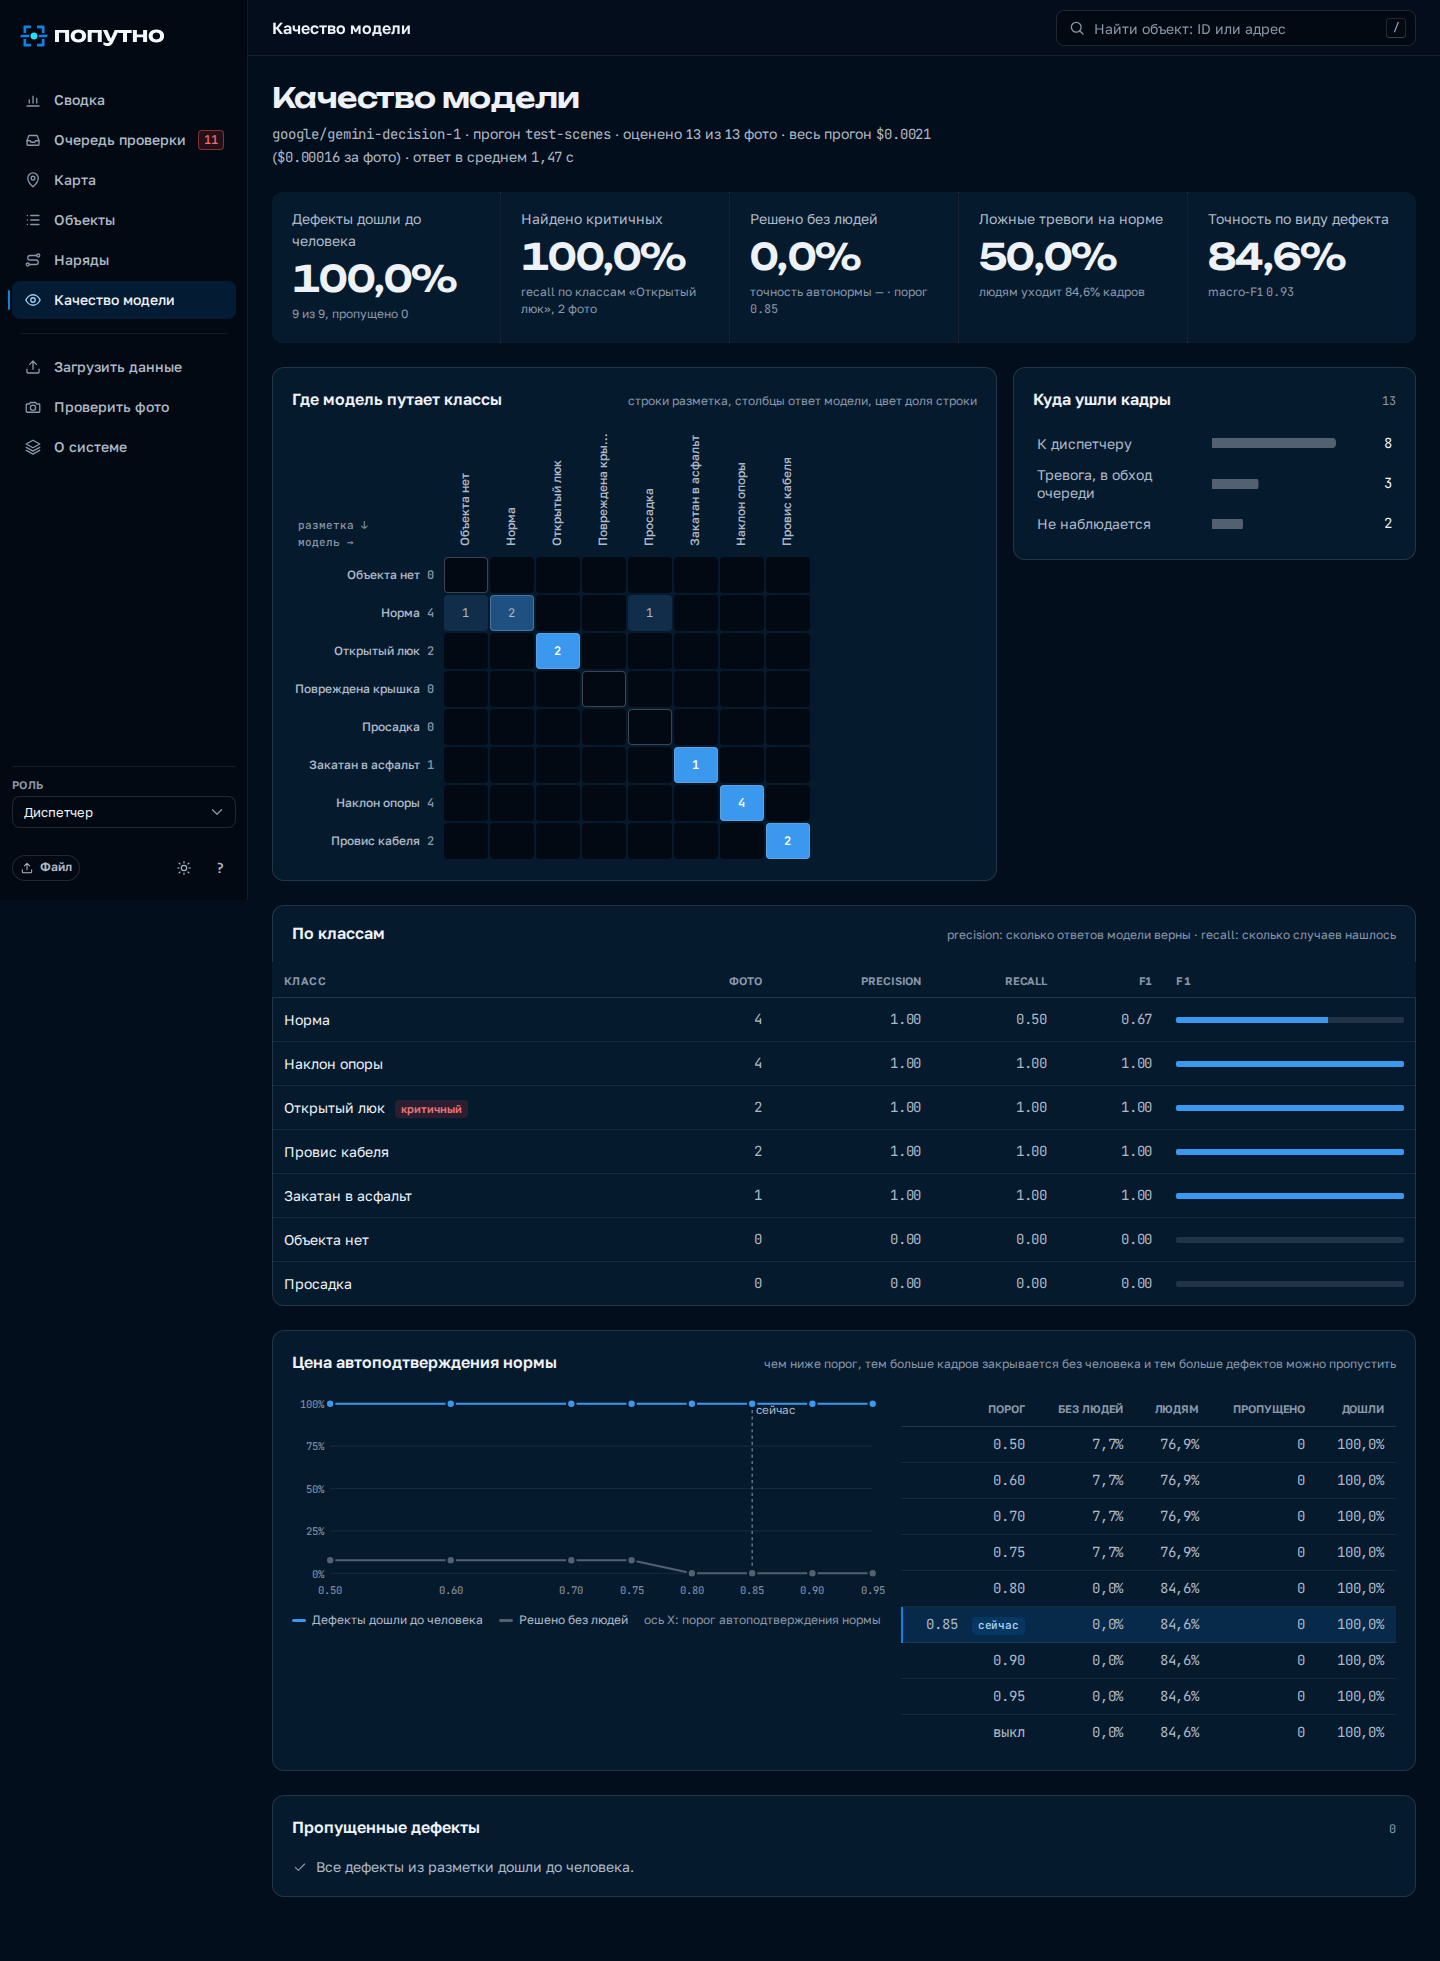 попутно
Качество модели
Найти объект: ID или адрес
/
Сводка
Очередь проверки 11
Карта
Объекты
Наряды
Качество модели
Загрузить данные
Проверить фото
О системе
РОЛЬ
Диспетчер
Файл
?
Качество модели
google/gemini-decision-1 · прогон test-scenes · оценено 13 из 13 фото · весь прогон $0.0021
($0.00016 за фото) · ответ в среднем 1,47 с
Дефекты дошли до
человека
100,0%
9 из 9, пропущено 0
Найдено критичных
100,0%
recall по классам «Открытый
люк», 2 фото
Решено без людей
0,0%
точность автонормы — · порог
0.85
Ложные тревоги на норме
50,0%
людям уходит 84,6% кадров
Точность по виду дефекта
84,6%
macro-F1 0.93
Где модель путает классы
строки разметка, столбцы ответ модели, цвет доля строки
разметка ↓
модель →
Объекта нет
Норма
Открытый люк
Повреждена кры...
Просадка
Закатан в асфальт
Наклон опоры
Провис кабеля
Объекта нет 0
Норма 4 1 2 1
Открытый люк 2 2
Повреждена крышка 0
Просадка 0
Закатан в асфальт 1 1
Наклон опоры 4 4
Провис кабеля 2 2
Куда ушли кадры 13
К диспетчеру 8
Тревога, в обход
очереди 3
Не наблюдается 2
По классам
precision: сколько ответов модели верны · recall: сколько случаев нашлось
КЛАСС ФОТО PRECISION RECALL F1 F1
Норма 4 1.00 0.50 0.67
Наклон опоры 4 1.00 1.00 1.00
Открытый люк критичный 2 1.00 1.00 1.00
Провис кабеля 2 1.00 1.00 1.00
Закатан в асфальт 1 1.00 1.00 1.00
Объекта нет 0 0.00 0.00 0.00
Просадка 0 0.00 0.00 0.00
Цена автоподтверждения нормы
чем ниже порог, тем больше кадров закрывается без человека и тем больше дефектов можно пропустить
100%
75%
50%
25%
0%
сейчас
0.50 0.60 0.70 0.75 0.80 0.85 0.90 0.95
Дефекты дошли до человека Решено без людей ось X: порог автоподтверждения нормы
ПОРОГ БЕЗ ЛЮДЕЙ ЛЮДЯМ ПРОПУЩЕНО ДОШЛИ
0.50 7,7% 76,9% 0 100,0%
0.60 7,7% 76,9% 0 100,0%
0.70 7,7% 76,9% 0 100,0%
0.75 7,7% 76,9% 0 100,0%
0.80 0,0% 84,6% 0 100,0%
0.85 сейчас 0,0% 84,6% 0 100,0%
0.90 0,0% 84,6% 0 100,0%
0.95 0,0% 84,6% 0 100,0%
выкл 0,0% 84,6% 0 100,0%
Пропущенные дефекты 0
Все дефекты из разметки дошли до человека.